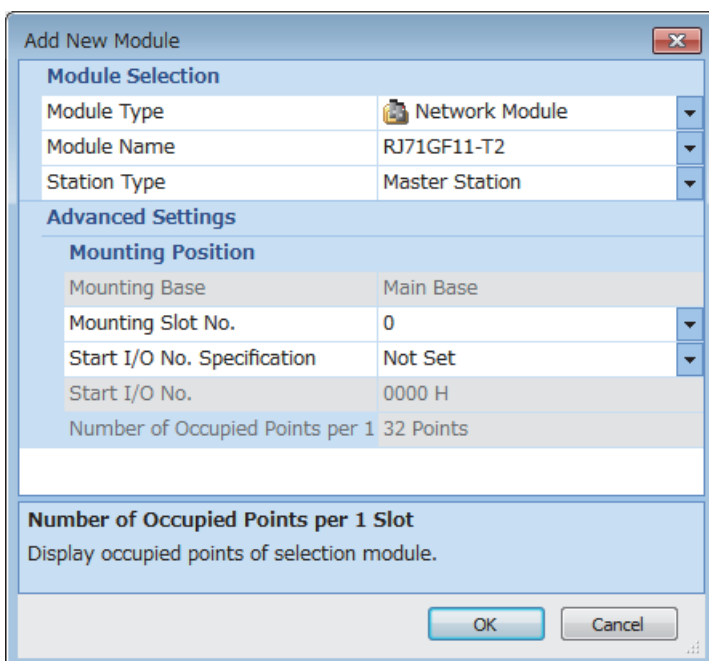 Add New Module
Module Selection
Module Type Network Module
Module Name RJ71GF11-T2
Station Type Master Station
Advanced Settings
Mounting Position
Mounting Base Main Base
Mounting Slot No. 0
Start I/O No. Specification Not Set
Start I/O No. 0000 H
Number of Occupied Points per 1 32 Points
Number of Occupied Points per 1 Slot
Display occupied points of selection module.
OK Cancel